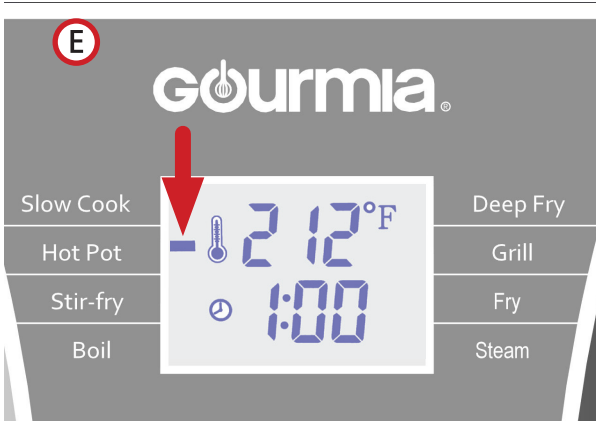 E
Gourmia®
Slow Cook
Hot Pot
Stir-fry
Boil
212°F
1:00
Deep Fry
Grill
Fry
Steam